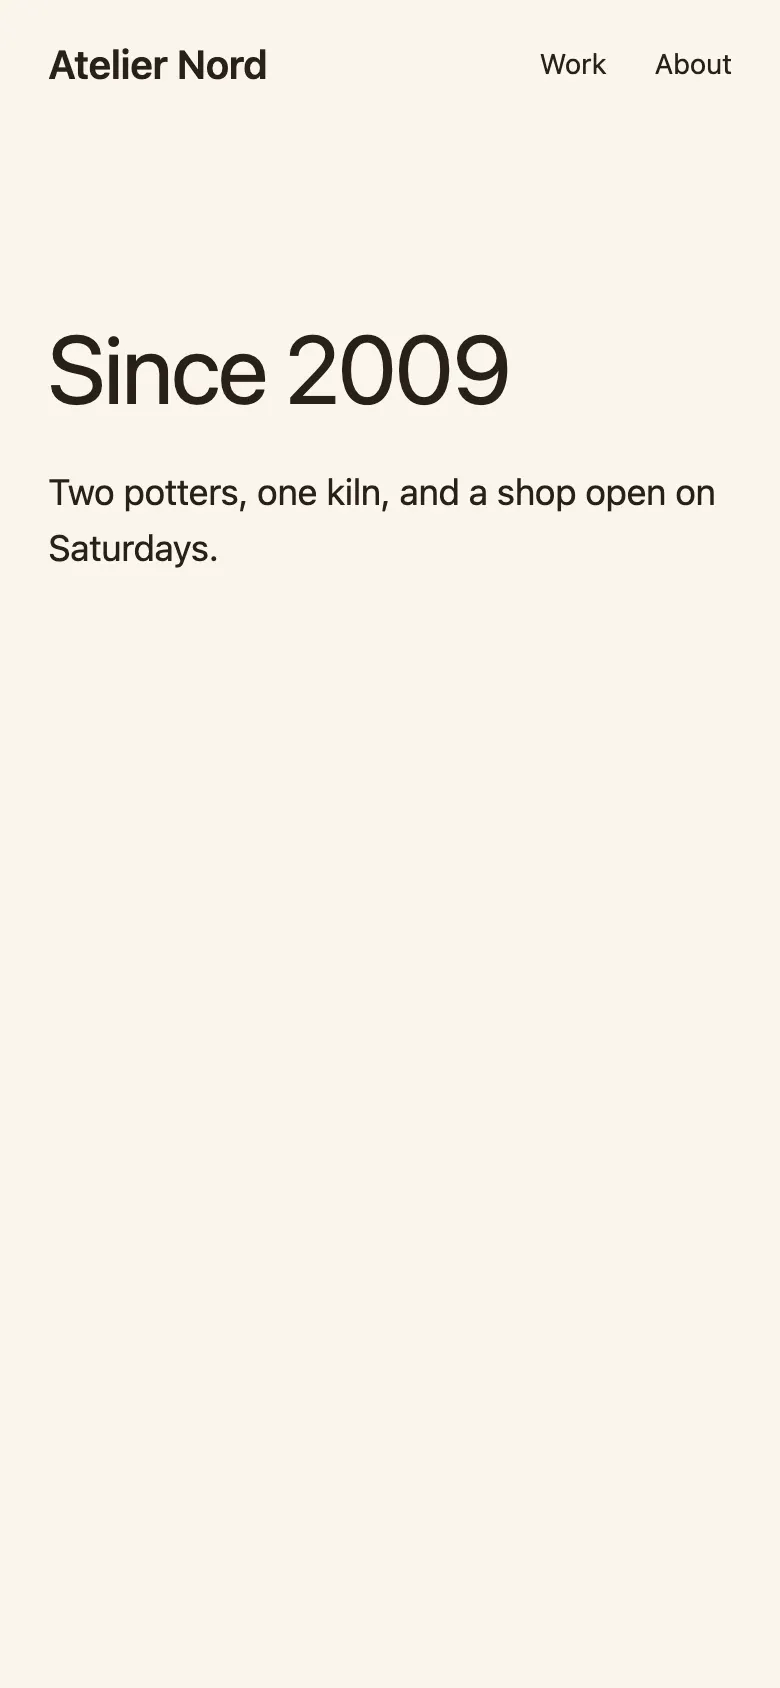 Atelier Nord
Work
About
Since 2009
Two potters, one kiln, and a shop open on
Saturdays.